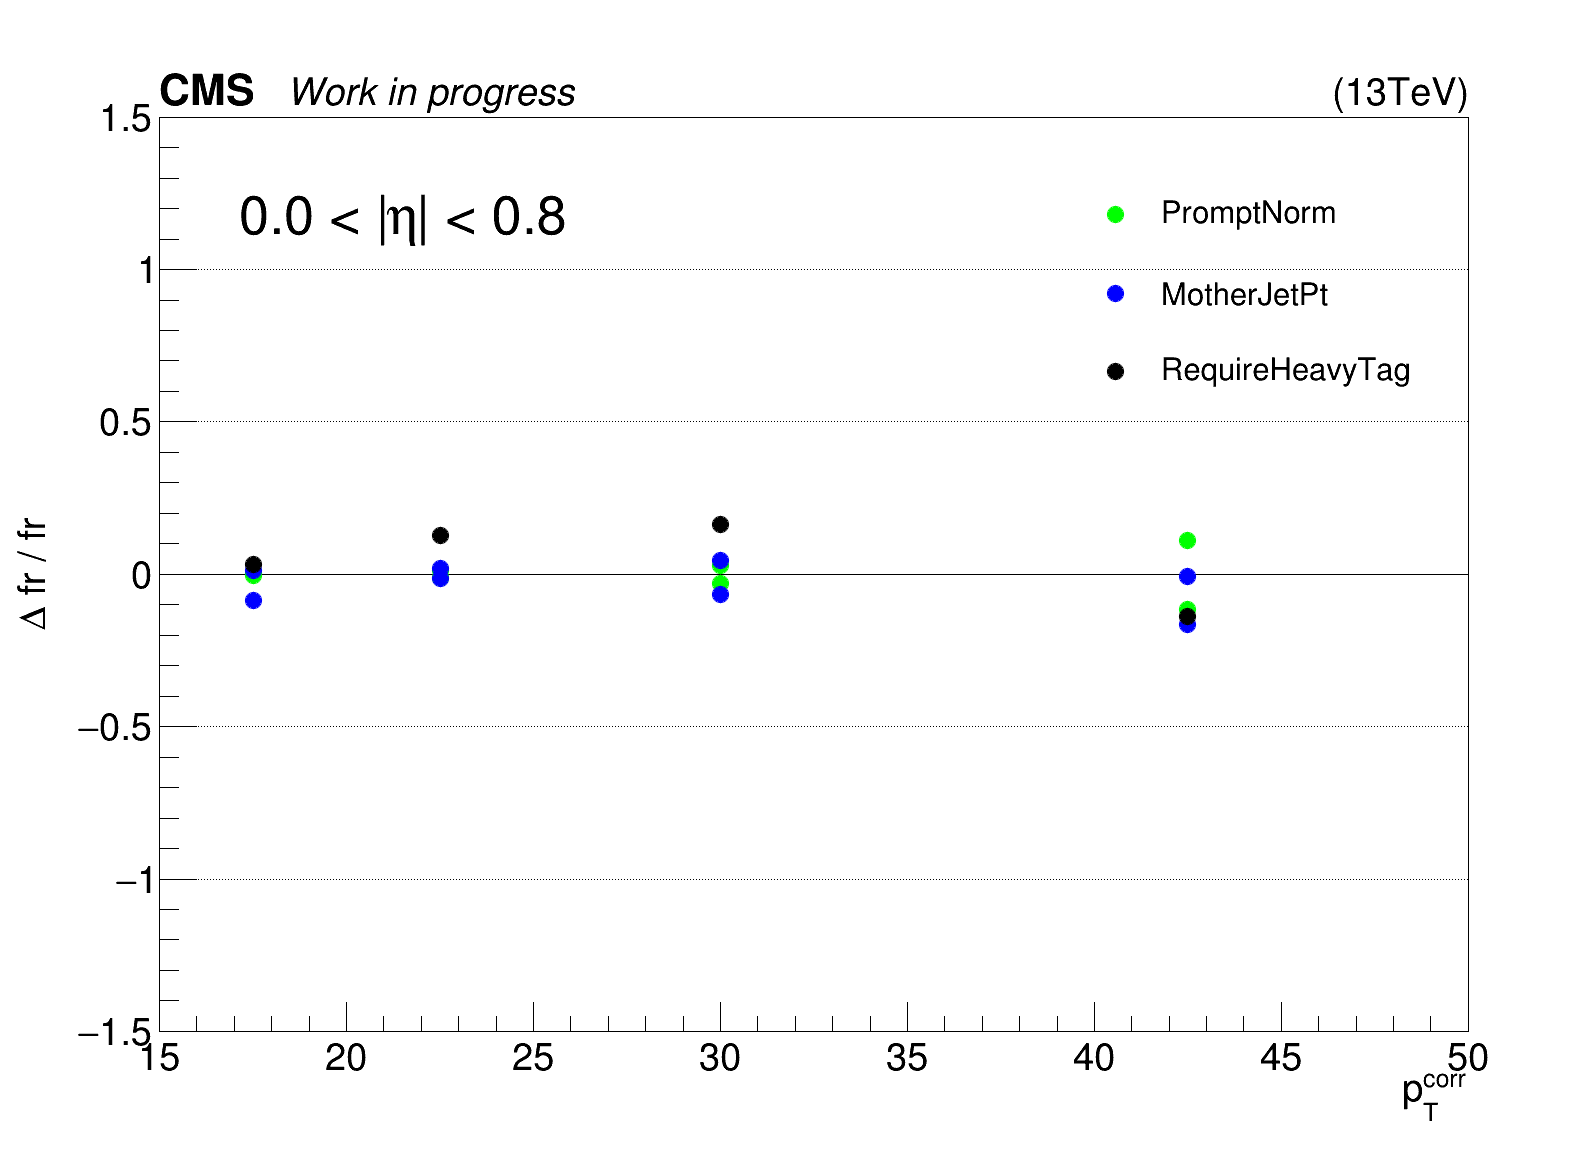 CMS Work in progress (13TeV)
0.0 < |η| < 0.8
PromptNorm
MotherJetPt
RequireHeavyTag
Δ fr / fr
1.5
1
0.5
0
−0.5
−1
−1.5
15 20 25 30 35 40 45 50
p_T^corr